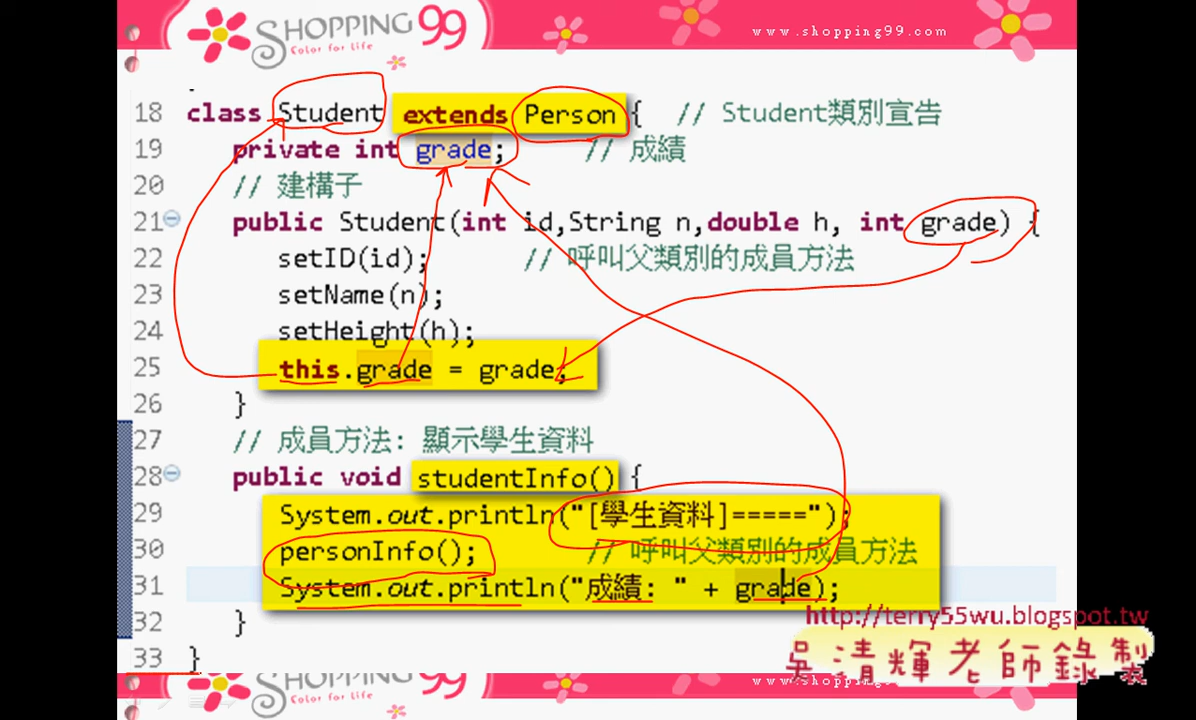 SHOPPING 99
Color for Life
www.shopping99.com
18 class Student extends Person { // Student類別宣告
19 private int grade; // 成績
20 // 建構子
21 public Student(int id,String n,double h, int grade) {
22 setID(id); // 呼叫父類別的成員方法
23 setName(n);
24 setHeight(h);
25 this.grade = grade;
26 }
27 // 成員方法: 顯示學生資料
28 public void studentInfo() {
29 System.out.println("[學生資料]=====");
30 personInfo(); // 呼叫父類別的成員方法
31 System.out.println("成績: " + grade);
32 }
http://terry55wu.blogspot.tw
33 }
吳清輝老師錄製
SHOPPING 99
Color for Life
www.shopping99.